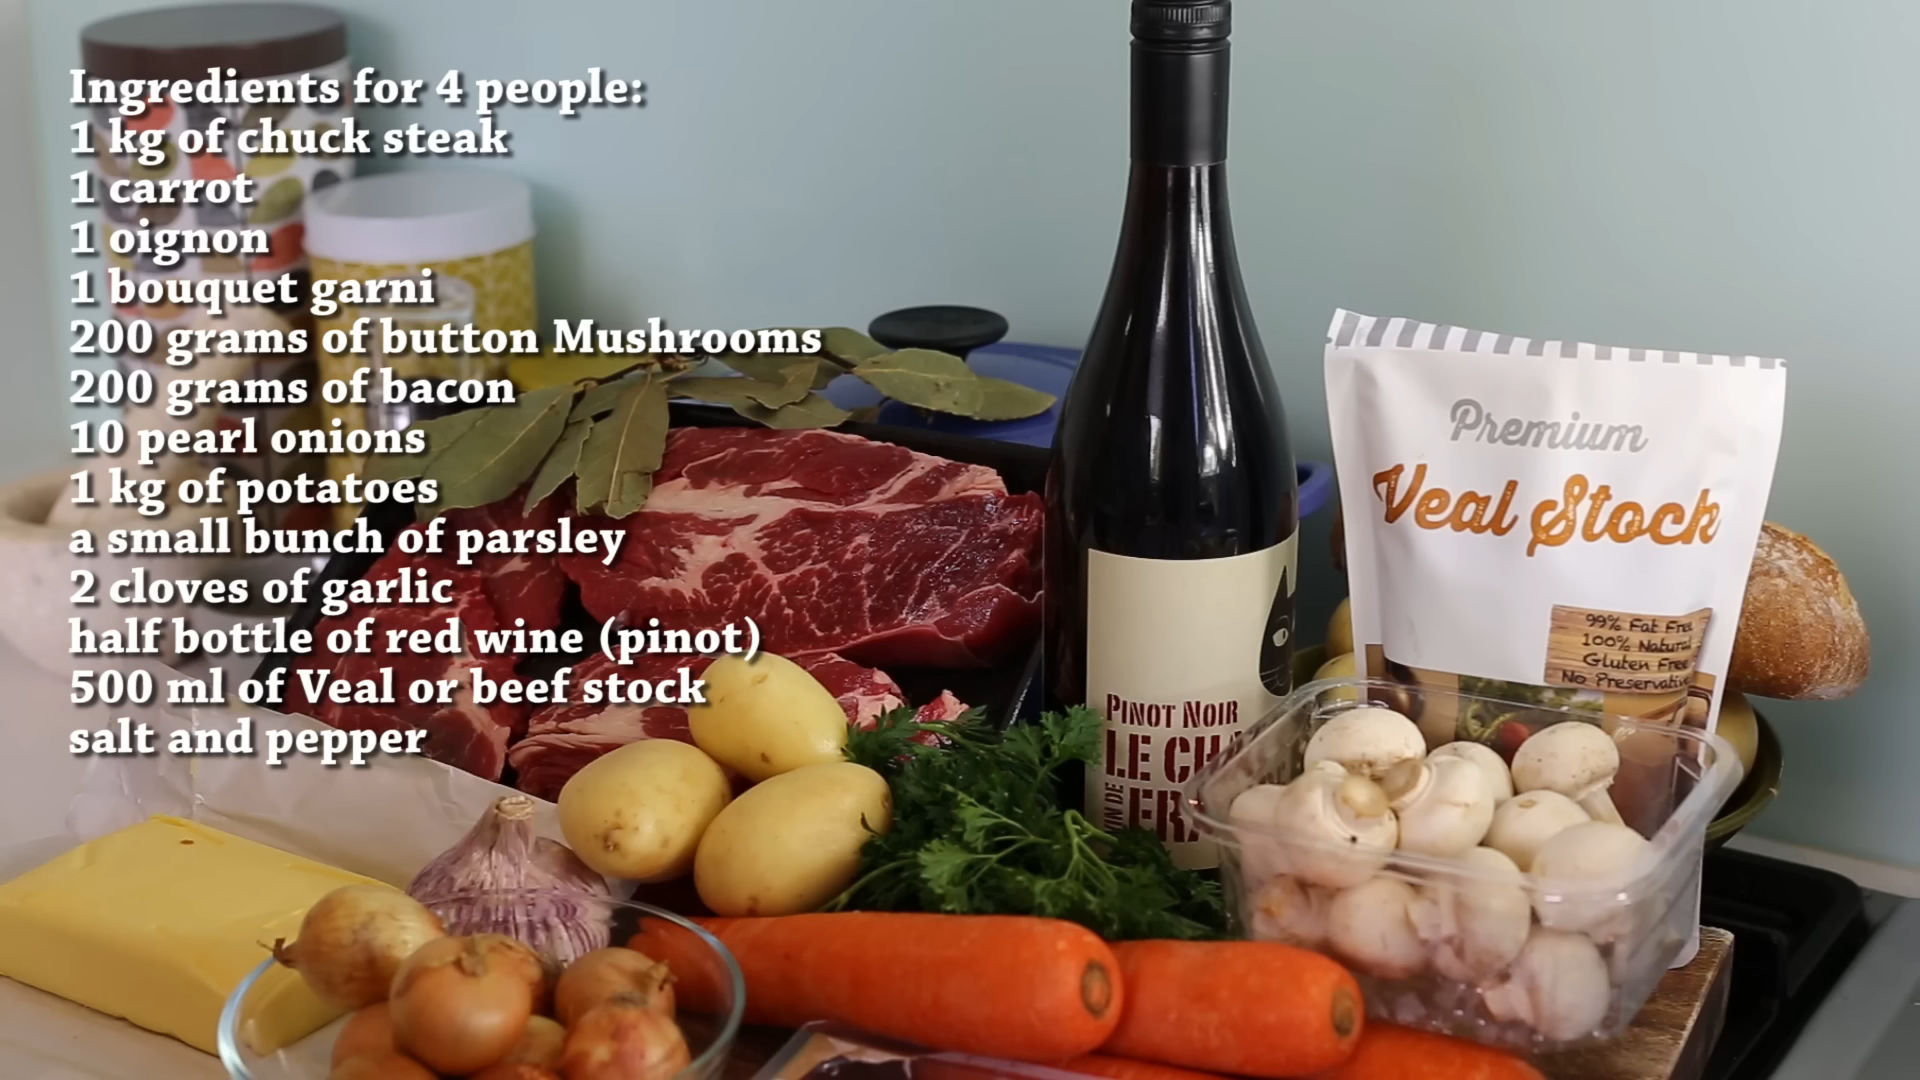 Ingredients for 4 people:
1 kg of chuck steak
1 carrot
1 oignon
1 bouquet garni
200 grams of button Mushrooms
200 grams of bacon
10 pearl onions
1 kg of potatoes
a small bunch of parsley
2 cloves of garlic
half bottle of red wine (pinot)
500 ml of Veal or beef stock
salt and pepper
Premium
Veal Stock
99% Fat Free
100% Natural
Gluten Free
No Preservative
PINOT NOIR
LE
DE